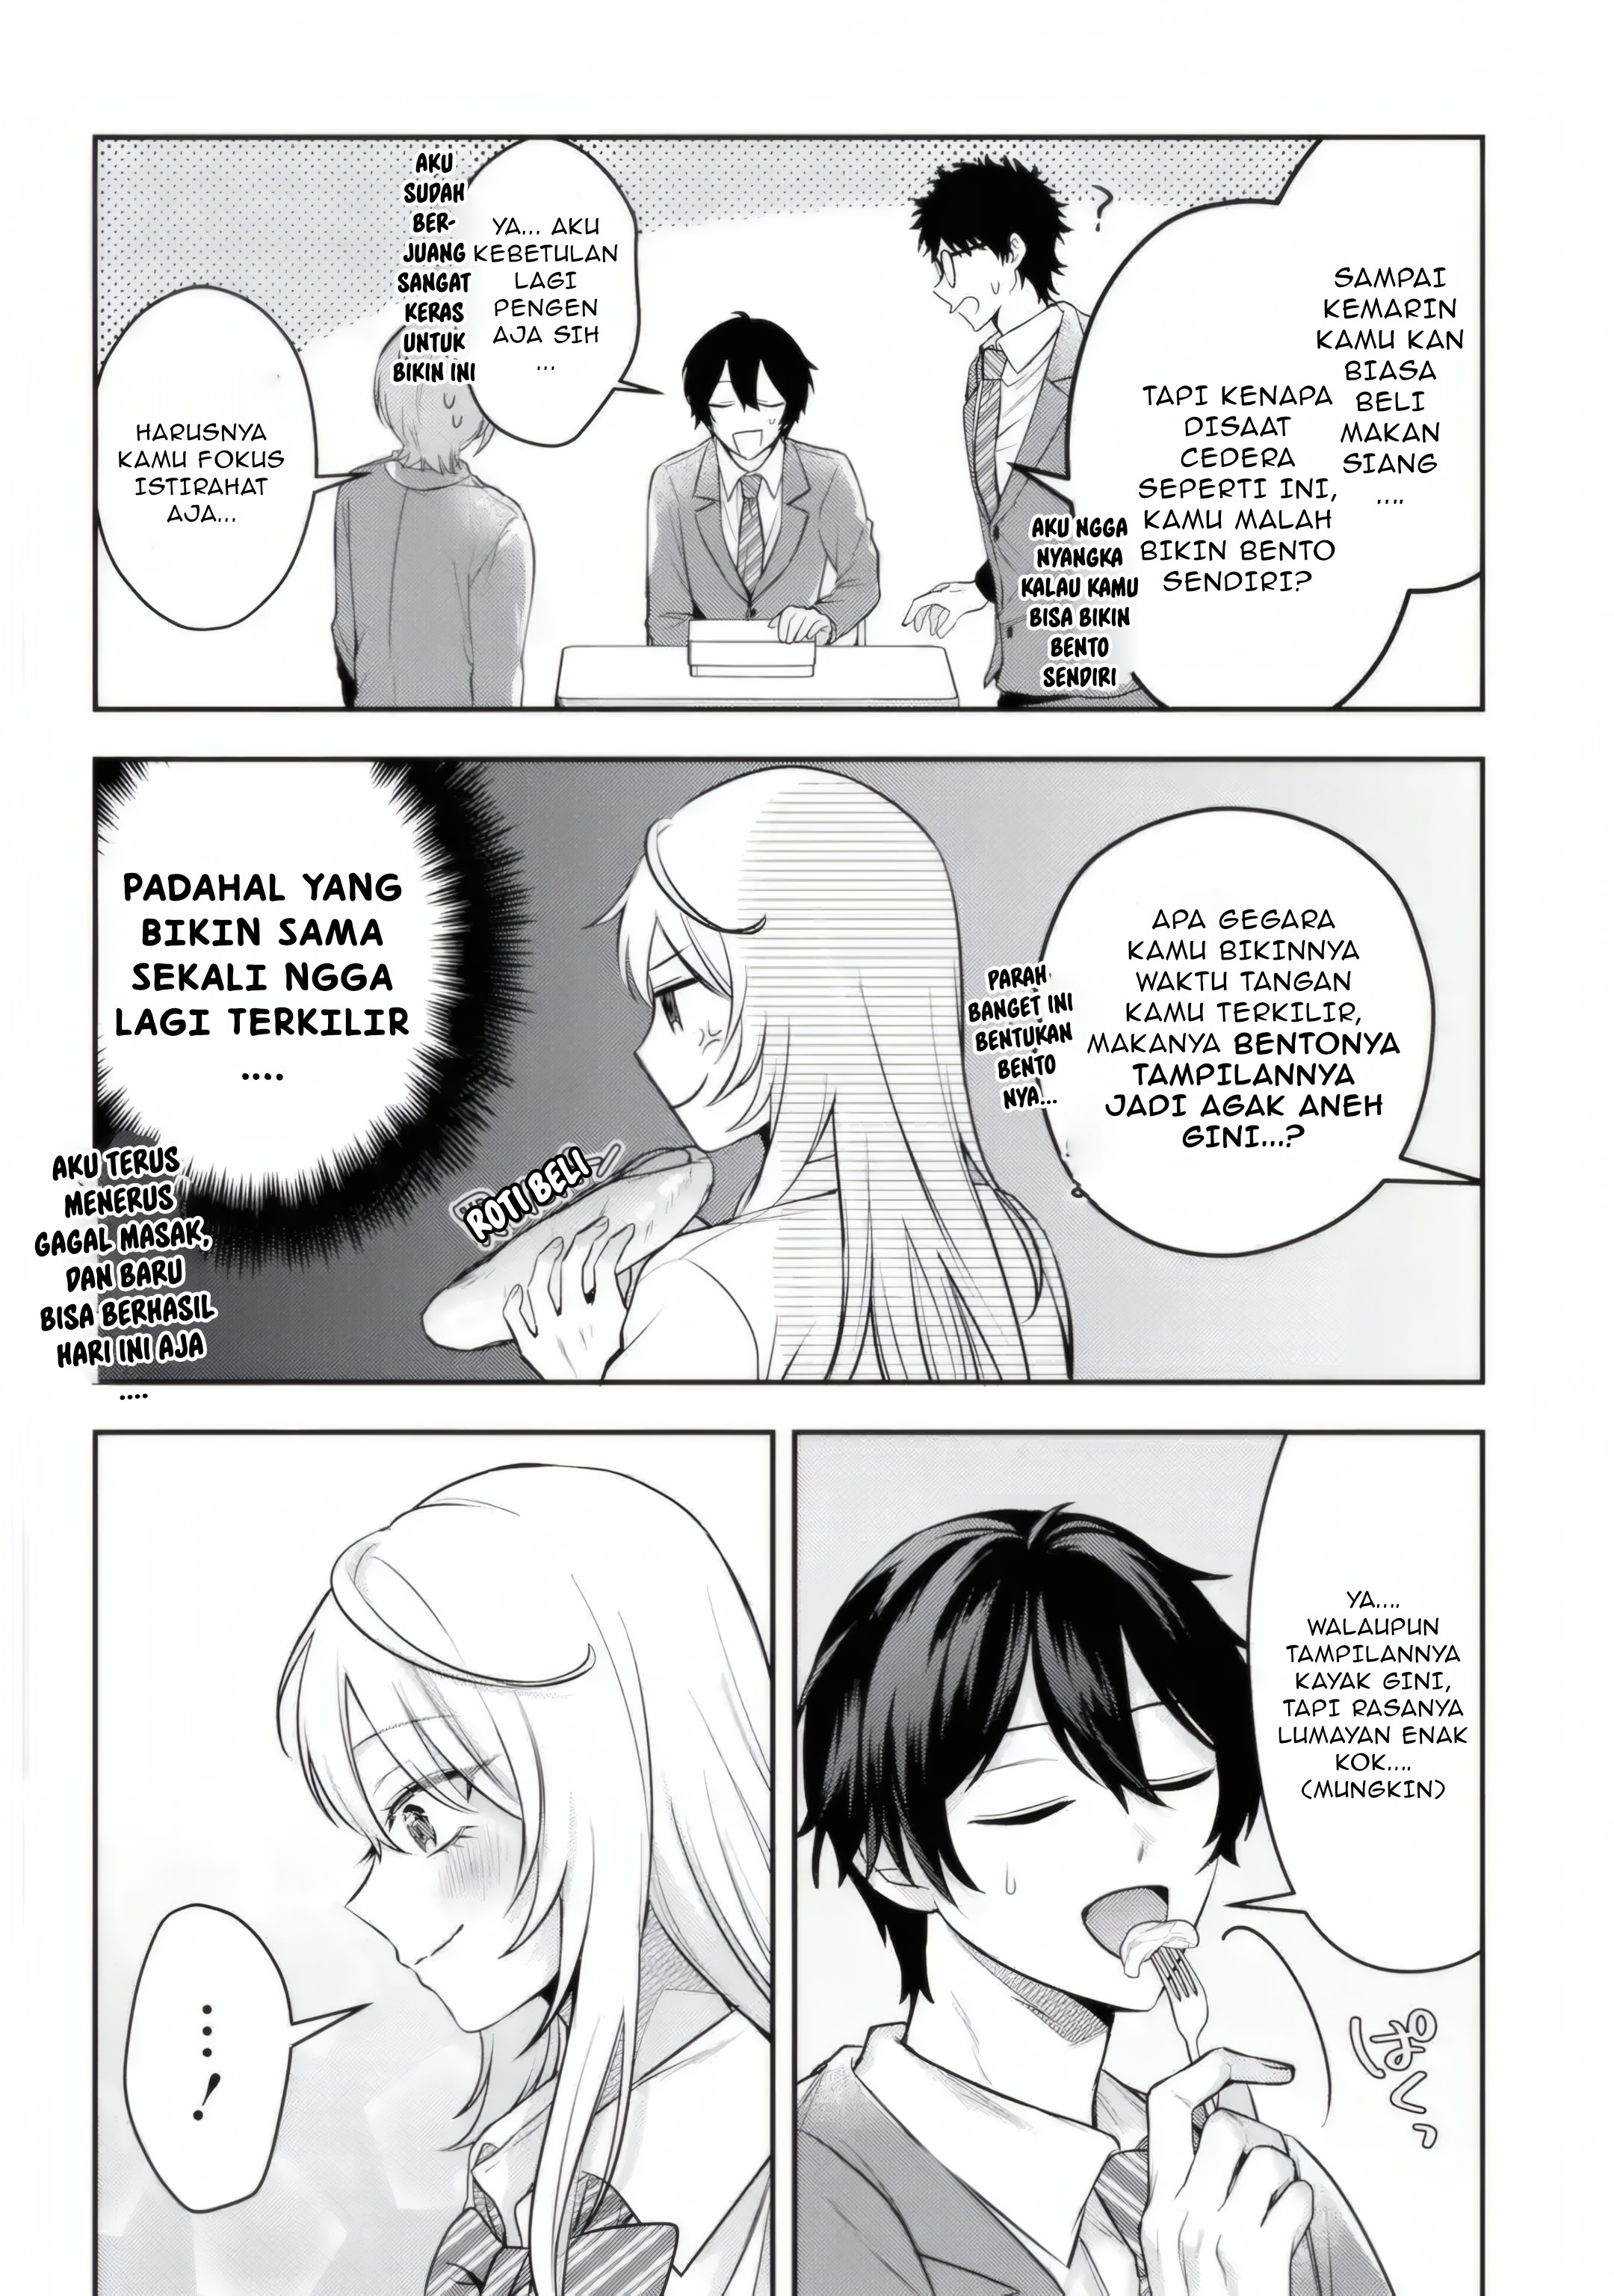 SAMPAI
KEMARIN
KAMU KAN
BIASA
BELI
MAKAN
SIANG
....
TAPI KENAPA
DISAAT
CEDERA
SEPERTI INI,
KAMU MALAH
BIKIN BENTO
SENDIRI?
AKU NGGA
NYANGKA
KALAU KAMU
BISA BIKIN
BENTO
SENDIRI
?
YA... AKU
KEBETULAN
LAGI
PENGEN
AJA SIH
...
AKU
SUDAH
BER-
JUANG
SANGAT
KERAS
UNTUK
BIKIN INI
HARUSNYA
KAMU FOKUS
ISTIRAHAT
AJA...
APA GEGARA
KAMU BIKINNYA
WAKTU TANGAN
KAMU TERKILIR,
MAKANYA BENTONYA
TAMPILANNYA
JADI AGAK ANEH
GINI...?
PARAH
BANGET INI
BENTUKAN
BENTO
NYA...
ROTI BELI
PADAHAL YANG
BIKIN SAMA
SEKALI NGGA
LAGI TERKILIR
....
AKU TERUS
MENERUS
GAGAL MASAK,
DAN BARU
BISA BERHASIL
HARI INI AJA
....
YA....
WALAUPUN
TAMPILANNYA
KAYAK GINI,
TAPI RASANYA
LUMAYAN ENAK
KOK....
(MUNGKIN)
ぱくっ
....!